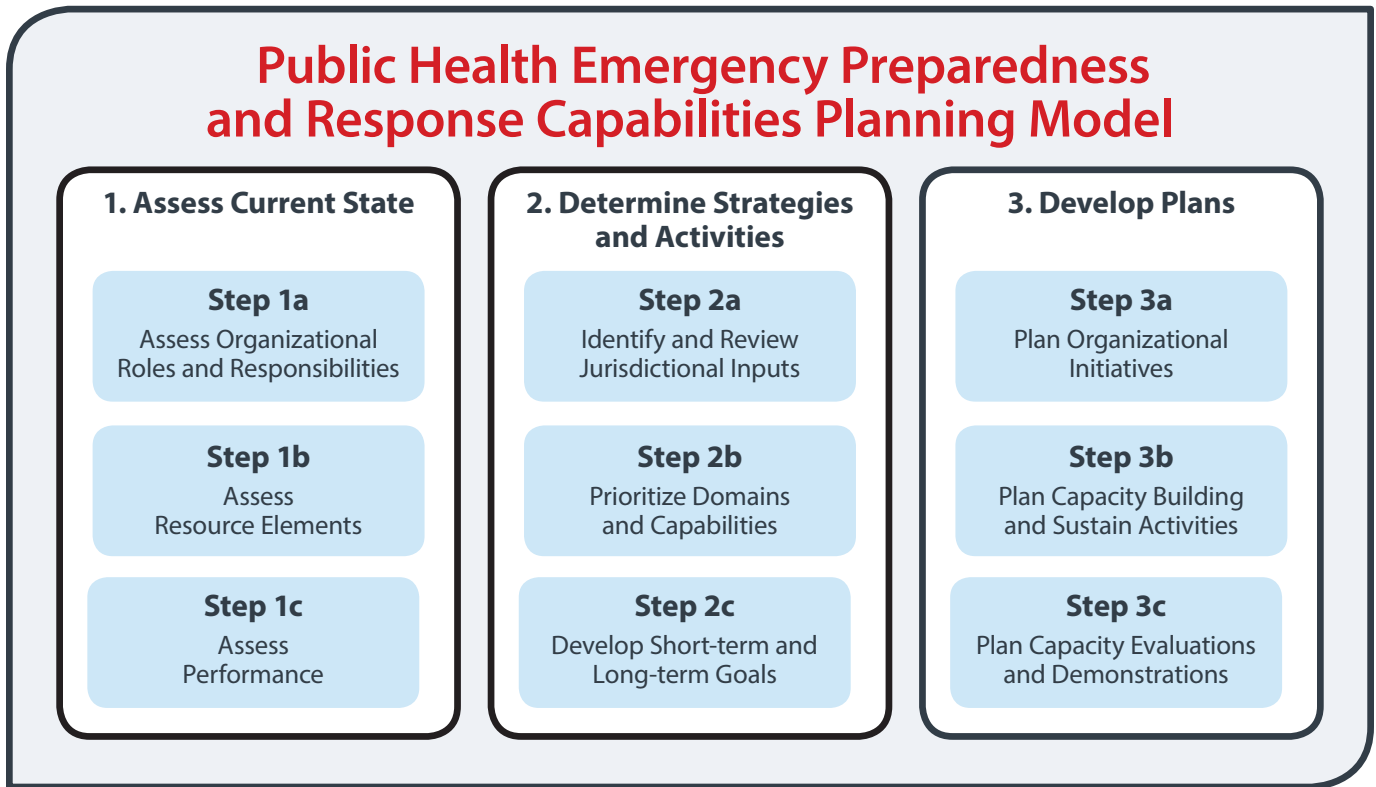 Public Health Emergency Preparedness
and Response Capabilities Planning Model
1. Assess Current State
Step 1a
Assess Organizational
Roles and Responsibilities
Step 1b
Assess
Resource Elements
Step 1c
Assess
Performance
2. Determine Strategies
and Activities
Step 2a
Identify and Review
Jurisdictional Inputs
Step 2b
Prioritize Domains
and Capabilities
Step 2c
Develop Short-term and
Long-term Goals
3. Develop Plans
Step 3a
Plan Organizational
Initiatives
Step 3b
Plan Capacity Building
and Sustain Activities
Step 3c
Plan Capacity Evaluations
and Demonstrations